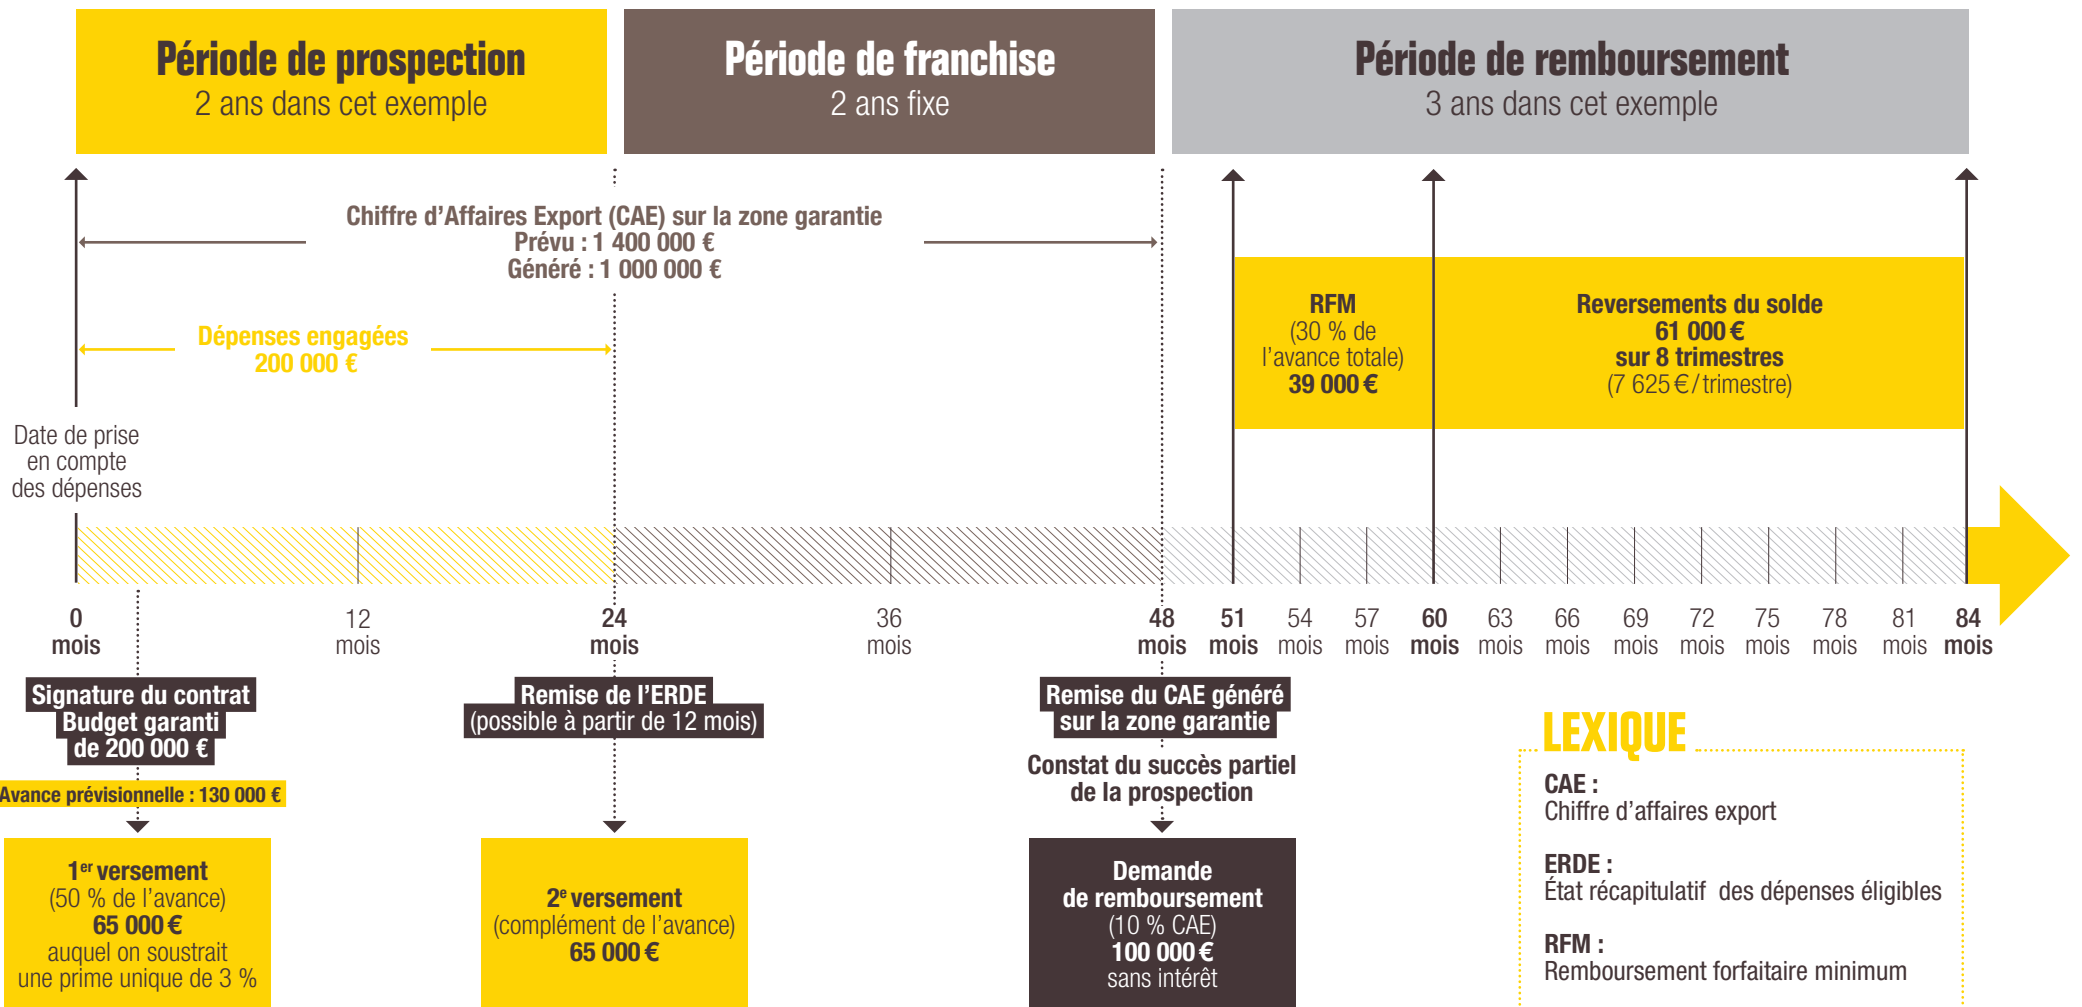 Période de prospection
2 ans dans cet exemple
Période de franchise
2 ans fixe
Période de remboursement
3 ans dans cet exemple
Chiffre d’Affaires Export (CAE) sur la zone garantie
Prévu : 1 400 000 €
Généré : 1 000 000 €
Dépenses engagées
200 000 €
RFM
(30 % de
l’avance totale)
39 000 €
Reversements du solde
61 000 €
sur 8 trimestres
(7 625 € / trimestre)
Date de prise
en compte
des dépenses
0
mois
12
mois
24
mois
36
mois
48
mois
51
mois
54
mois
57
mois
60
mois
63
mois
66
mois
69
mois
72
mois
75
mois
78
mois
81
mois
84
mois
Signature du contrat
Budget garanti
de 200 000 €
Avance prévisionnelle : 130 000 €
1er versement
(50 % de l’avance)
65 000 €
auquel on soustrait
une prime unique de 3 %
Remise de l’ERDE
(possible à partir de 12 mois)
2e versement
(complément de l’avance)
65 000 €
Remise du CAE généré
sur la zone garantie
Constat du succès partiel
de la prospection
Demande
de remboursement
(10 % CAE)
100 000 €
sans intérêt
LEXIQUE
CAE :
Chiffre d’affaires export
ERDE :
État récapitulatif des dépenses éligibles
RFM :
Remboursement forfaitaire minimum